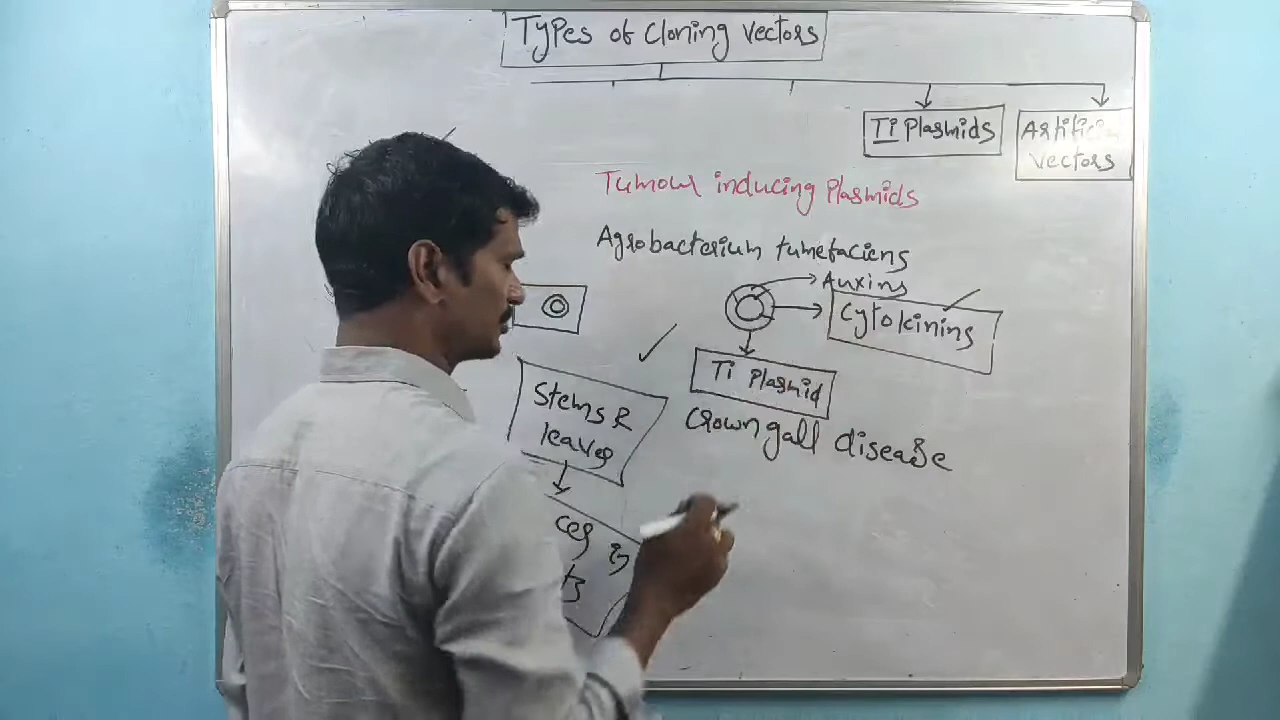 Types of Cloning Vectors
Ti Plasmids
Artificial
vectors
Tumour inducing Plasmids
Agrobacterium tumefaciens
Auxins
Cytokinins
Ti Plasmid
Stems &
leaves
Crown gall disease
in